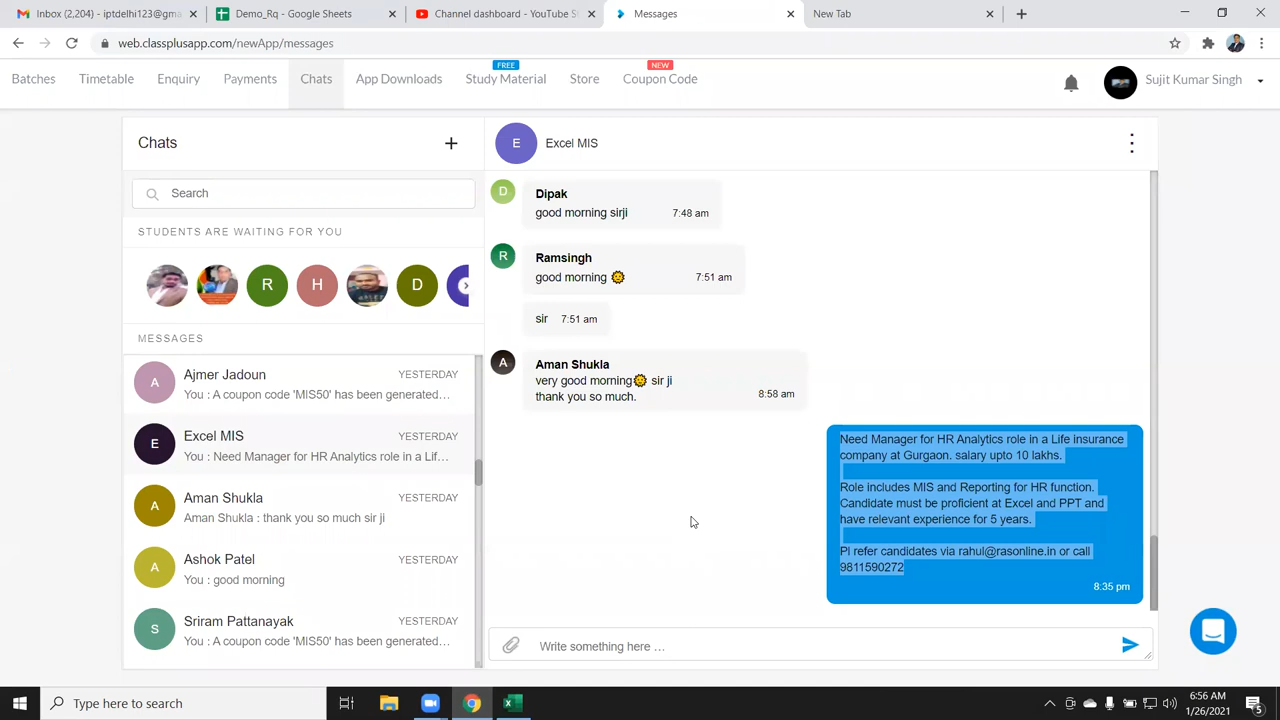 Inbox (2,204) - iptdelhi123@gm
Demo_Rq - Google Sheets
Channel dashboard - YouTube St
Messages
New Tab
web.classplusapp.com/newApp/messages
FREE
NEW
Batches
Timetable
Enquiry
Payments
Chats
App Downloads
Study Material
Store
Coupon Code
Sujit Kumar Singh
Chats
Search
STUDENTS ARE WAITING FOR YOU
R
H
D
MESSAGES
A
Ajmer Jadoun
YESTERDAY
You : A coupon code 'MIS50' has been generated…
E
Excel MIS
YESTERDAY
You : Need Manager for HR Analytics role in a Lif…
A
Aman Shukla
YESTERDAY
Aman Shukla : thank you so much sir ji
A
Ashok Patel
YESTERDAY
You : good morning
S
Sriram Pattanayak
YESTERDAY
You : A coupon code 'MIS50' has been generated…
E
Excel MIS
D
Dipak
good morning sirji
7:48 am
R
Ramsingh
good morning 🌞
7:51 am
sir
7:51 am
A
Aman Shukla
very good morning🌞 sir ji
thank you so much.
8:58 am
Need Manager for HR Analytics role in a Life insurance
company at Gurgaon. salary upto 10 lakhs.
Role includes MIS and Reporting for HR function.
Candidate must be proficient at Excel and PPT and
have relevant experience for 5 years.
Pl refer candidates via rahul@rasonline.in or call
9811590272
8:35 pm
Write something here …
Type here to search
6:56 AM
1/26/2021
5